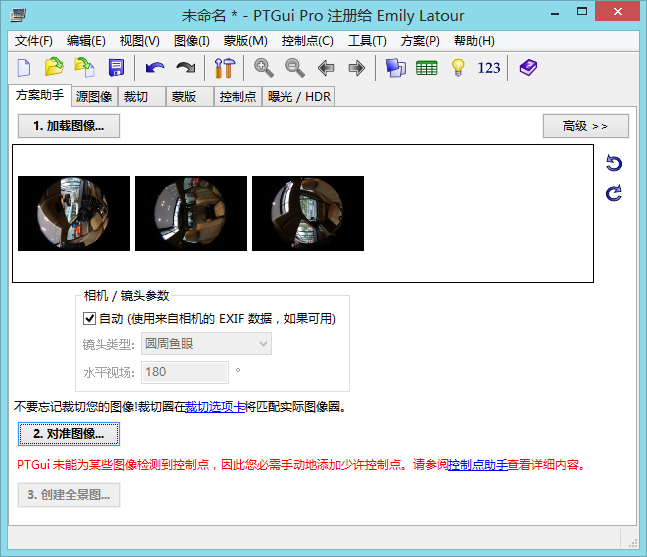 未命名 * - PTGui Pro 注册给 Emily Latour
文件(F) 编辑(E) 视图(V) 图像(I) 蒙版(M) 控制点(C) 工具(T) 方案(P) 帮助(H)
123
方案助手 源图像 裁切 蒙版 控制点 曝光 / HDR
1. 加载图像... 高级 >>
相机 / 镜头参数
自动 (使用来自相机的 EXIF 数据，如果可用)
镜头类型: 圆周鱼眼
水平视场: 180 °
不要忘记裁切您的图像!裁切圆在裁切选项卡将匹配实际图像圆。
2. 对准图像...
PTGui 未能为某些图像检测到控制点，因此您必需手动地添加少许控制点。请参阅控制点助手查看详细内容。
3. 创建全景图...